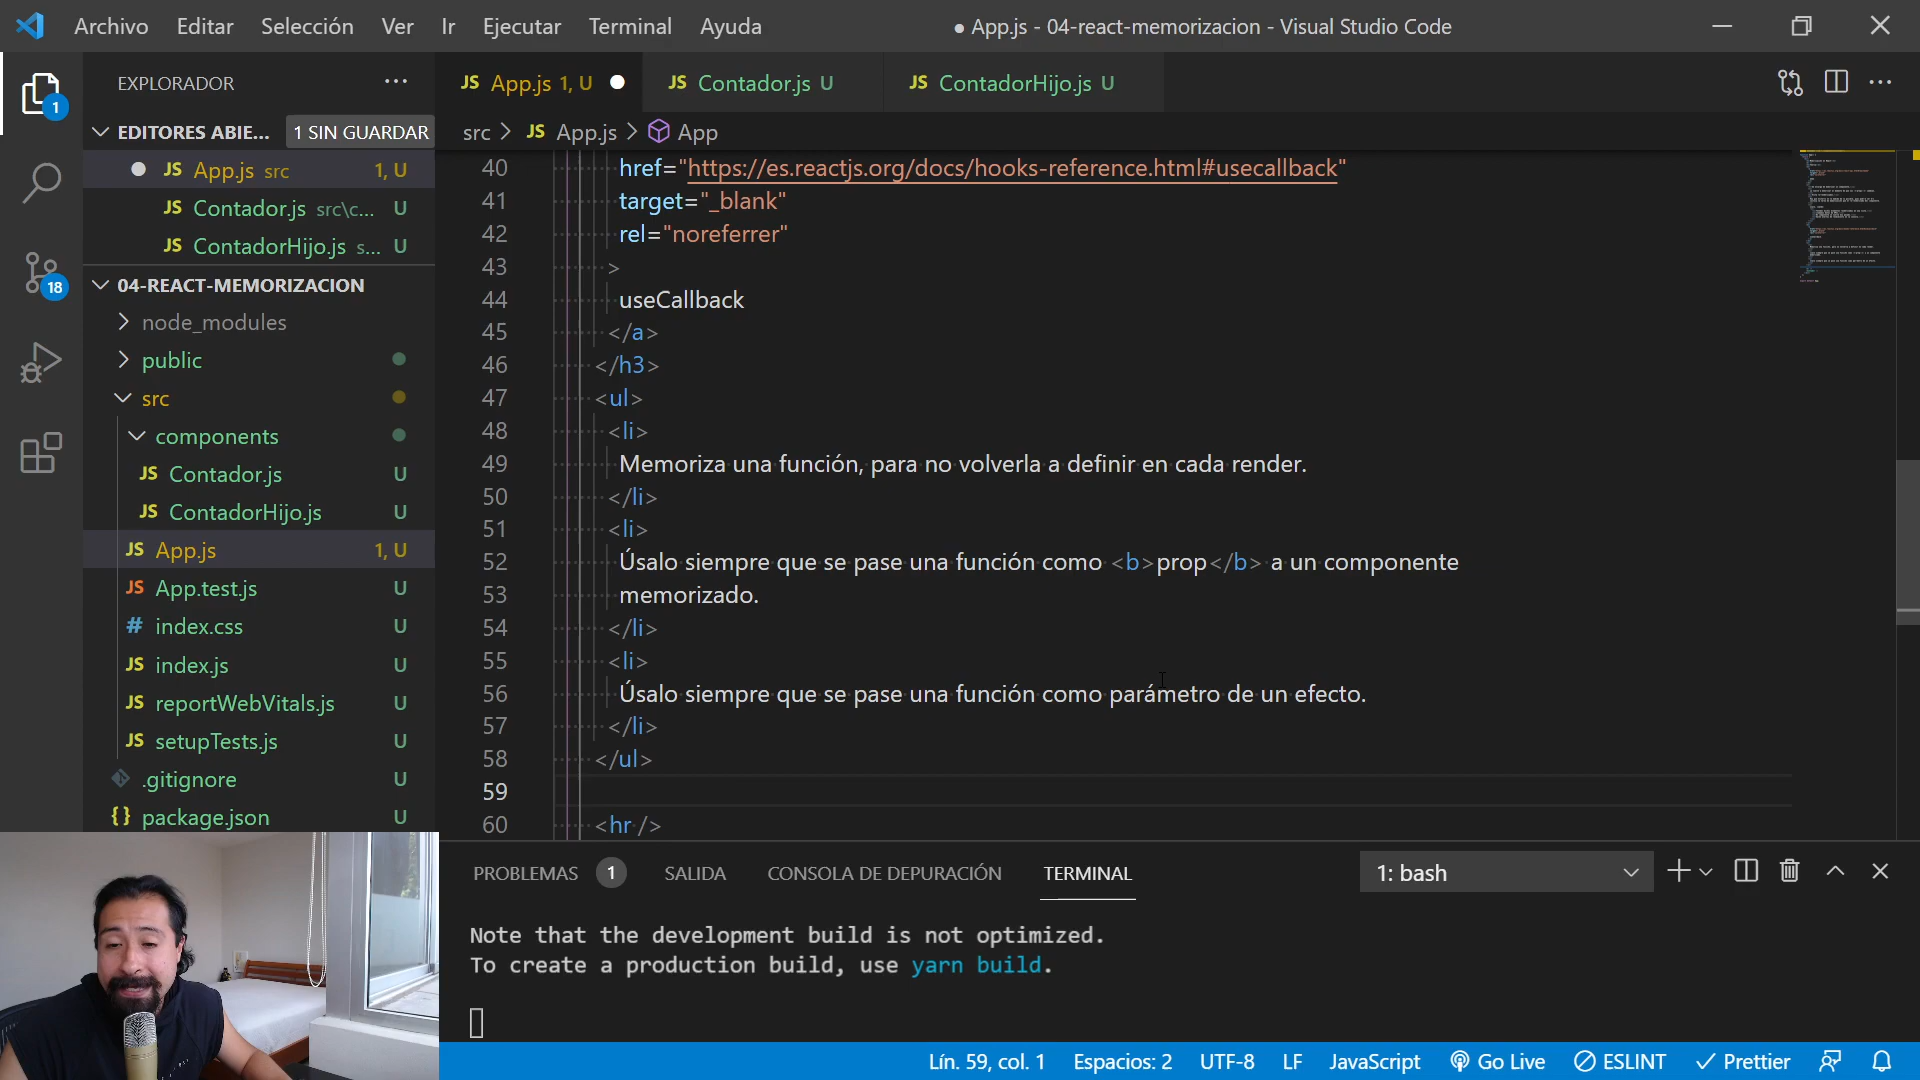 Archivo Editar Selección Ver Ir Ejecutar Terminal Ayuda
● App.js - 04-react-memorizacion - Visual Studio Code
EXPLORADOR ···
EDITORES ABIE... 1 SIN GUARDAR
● JS App.js src 1, U
JS Contador.js src\c... U
JS ContadorHijo.js s... U
04-REACT-MEMORIZACION
node_modules
public
src
components
JS Contador.js U
JS ContadorHijo.js U
JS App.js 1, U
JS App.test.js U
# index.css U
JS index.js U
JS reportWebVitals.js U
JS setupTests.js U
.gitignore U
{} package.json U
1
18
JS App.js 1, U ●
JS Contador.js U
JS ContadorHijo.js U
src > JS App.js > App
40 href="https://es.reactjs.org/docs/hooks-reference.html#usecallback"
41 target="_blank"
42 rel="noreferrer"
43 >
44 useCallback
45 </a>
46 </h3>
47 <ul>
48 <li>
49 Memoriza una función, para no volverla a definir en cada render.
50 </li>
51 <li>
52 Úsalo siempre que se pase una función como <b>prop</b> a un componente
53 memorizado.
54 </li>
55 <li>
56 Úsalo siempre que se pase una función como parámetro de un efecto.
57 </li>
58 </ul>
59
60 <hr />
PROBLEMAS 1 SALIDA CONSOLA DE DEPURACIÓN TERMINAL
1: bash
Note that the development build is not optimized.
To create a production build, use yarn build.
Lín. 59, col. 1 Espacios: 2 UTF-8 LF JavaScript Go Live ESLINT Prettier